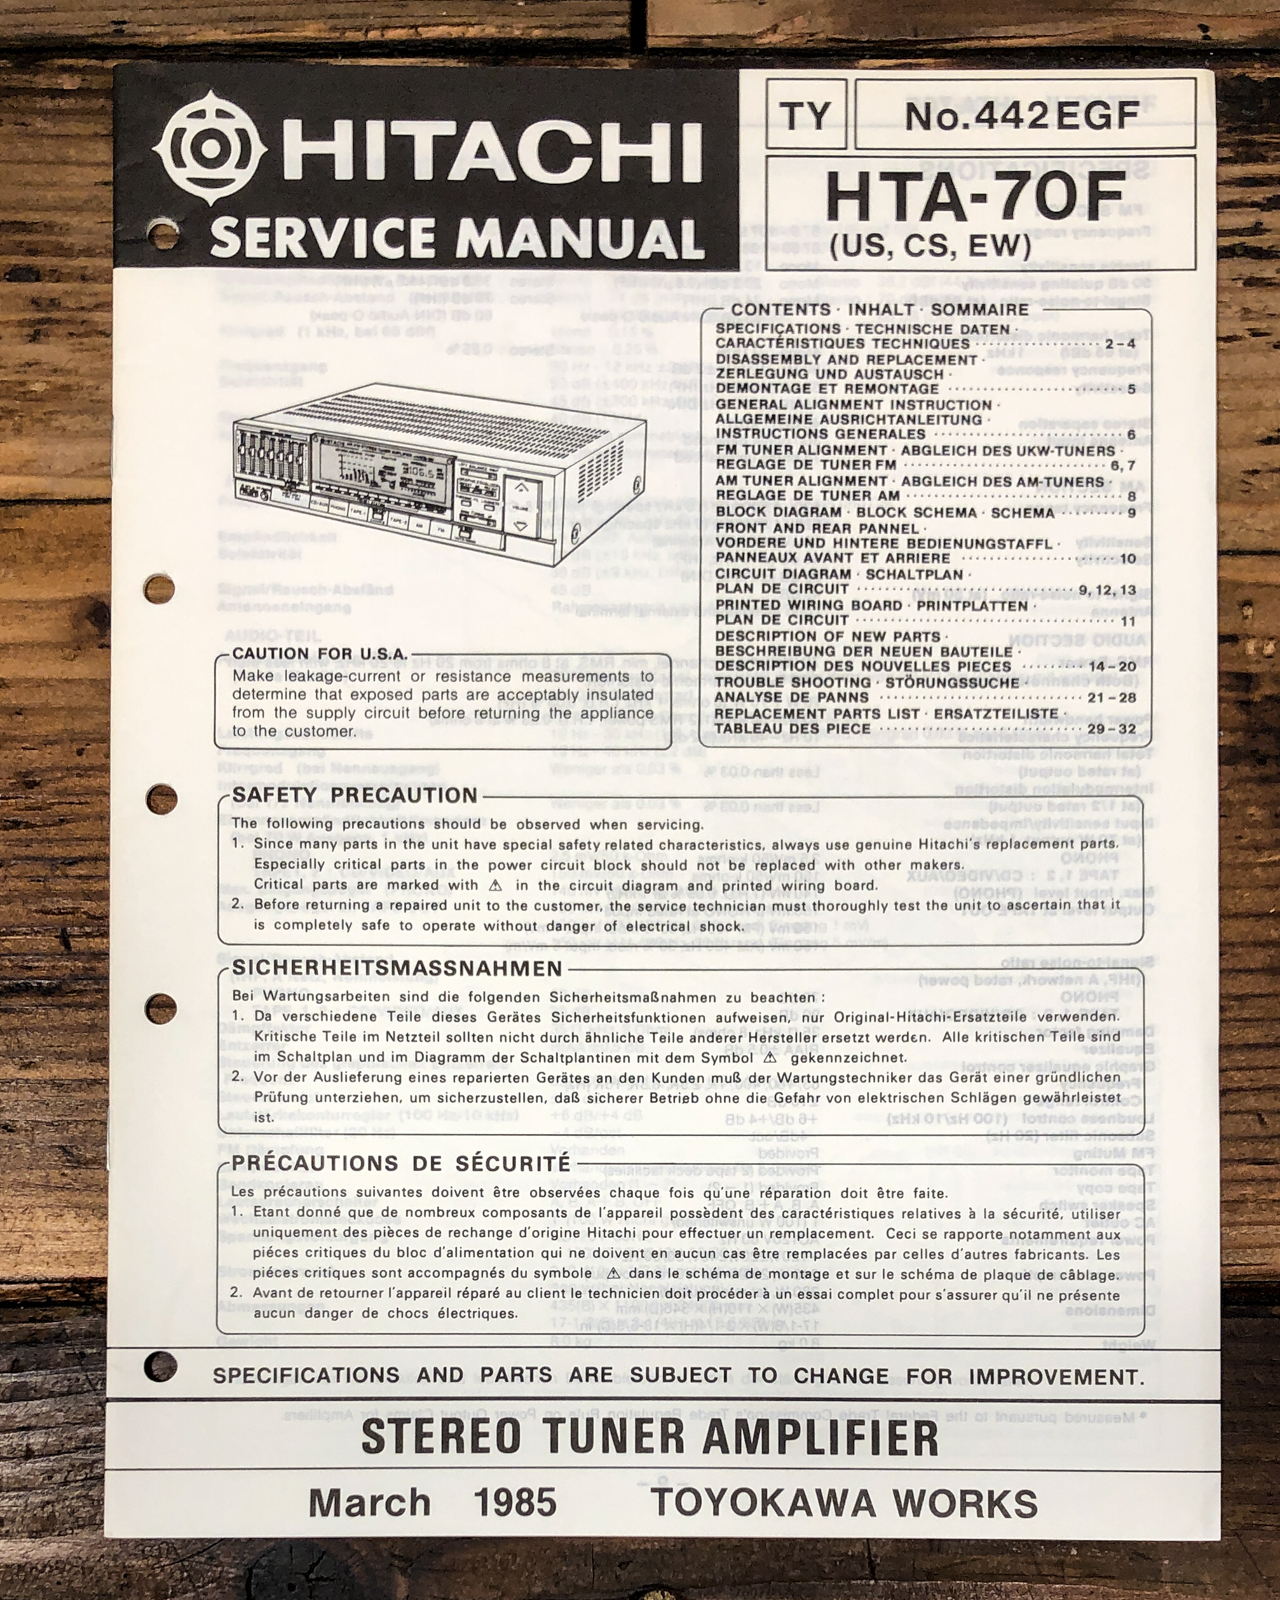 HITACHI
SERVICE MANUAL
TY
No.442EGF
HTA-70F
(US, CS, EW)
CONTENTS · INHALT · SOMMAIRE
SPECIFICATIONS · TECHNISCHE DATEN ·
CARACTÉRISTIQUES TECHNIQUES ·············· 2–4
DISASSEMBLY AND REPLACEMENT ·
ZERLEGUNG UND AUSTAUSCH ·
DEMONTAGE ET REMONTAGE ·············· 5
GENERAL ALIGNMENT INSTRUCTION ·
ALLGEMEINE AUSRICHTANLEITUNG ·
INSTRUCTIONS GENERALES ·············· 6
FM TUNER ALIGNMENT · ABGLEICH DES UKW-TUNERS ·
REGLAGE DE TUNER FM ·············· 6, 7
AM TUNER ALIGNMENT · ABGLEICH DES AM-TUNERS ·
REGLAGE DE TUNER AM ·············· 8
BLOCK DIAGRAM · BLOCK SCHEMA · SCHEMA ·········· 9
FRONT AND REAR PANNEL ·
VORDERE UND HINTERE BEDIENUNGSTAFFL ·
PANNEAUX AVANT ET ARRIERE ·············· 10
CIRCUIT DIAGRAM · SCHALTPLAN ·
PLAN DE CIRCUIT ·············· 9, 12, 13
PRINTED WIRING BOARD · PRINTPLATTEN ·
PLAN DE CIRCUIT ·············· 11
DESCRIPTION OF NEW PARTS ·
BESCHREIBUNG DER NEUEN BAUTEILE ·
DESCRIPTION DES NOUVELLES PIECES ·········· 14–20
TROUBLE SHOOTING · STÖRUNGSSUCHE ·
ANALYSE DE PANNS ·············· 21–28
REPLACEMENT PARTS LIST · ERSATZTEILISTE ·
TABLEAU DES PIECE ·············· 29–32
CAUTION FOR U.S.A.
Make leakage-current or resistance measurements to
determine that exposed parts are acceptably insulated
from the supply circuit before returning the appliance
to the customer.
SAFETY PRECAUTION
The following precautions should be observed when servicing.
1. Since many parts in the unit have special safety related characteristics, always use genuine Hitachi's replacement parts.
Especially critical parts in the power circuit block should not be replaced with other makers.
Critical parts are marked with ⚠ in the circuit diagram and printed wiring board.
2. Before returning a repaired unit to the customer, the service technician must thoroughly test the unit to ascertain that it
is completely safe to operate without danger of electrical shock.
SICHERHEITSMASSNAHMEN
Bei Wartungsarbeiten sind die folgenden Sicherheitsmaßnahmen zu beachten :
1. Da verschiedene Teile dieses Gerätes Sicherheitsfunktionen aufweisen, nur Original-Hitachi-Ersatzteile verwenden.
Kritische Teile im Netzteil sollten nicht durch ähnliche Teile anderer Hersteller ersetzt werden. Alle kritischen Teile sind
im Schaltplan und im Diagramm der Schaltplantinen mit dem Symbol ⚠ gekennzeichnet.
2. Vor der Auslieferung eines reparierten Gerätes an den Kunden muß der Wartungstechniker das Gerät einer gründlichen
Prüfung unterziehen, um sicherzustellen, daß sicherer Betrieb ohne die Gefahr von elektrischen Schlägen gewährleistet
ist.
PRÉCAUTIONS DE SÉCURITÉ
Les précautions suivantes doivent être observées chaque fois qu'une réparation doit être faite.
1. Etant donné que de nombreux composants de l'appareil possèdent des caractéristiques relatives à la sécurité, utiliser
uniquement des pièces de rechange d'origine Hitachi pour effectuer un remplacement. Ceci se rapporte notamment aux
piéces critiques du bloc d'alimentation qui ne doivent en aucun cas être remplacées par celles d'autres fabricants. Les
piéces critiques sont accompagnés du symbole ⚠ dans le schéma de montage et sur le schéma de plaque de câblage.
2. Avant de retourner l'appareil réparé au client le technicien doit procéder à un essai complet pour s'assurer qu'il ne présente
aucun danger de chocs électriques.
SPECIFICATIONS AND PARTS ARE SUBJECT TO CHANGE FOR IMPROVEMENT.
STEREO TUNER AMPLIFIER
March 1985 TOYOKAWA WORKS